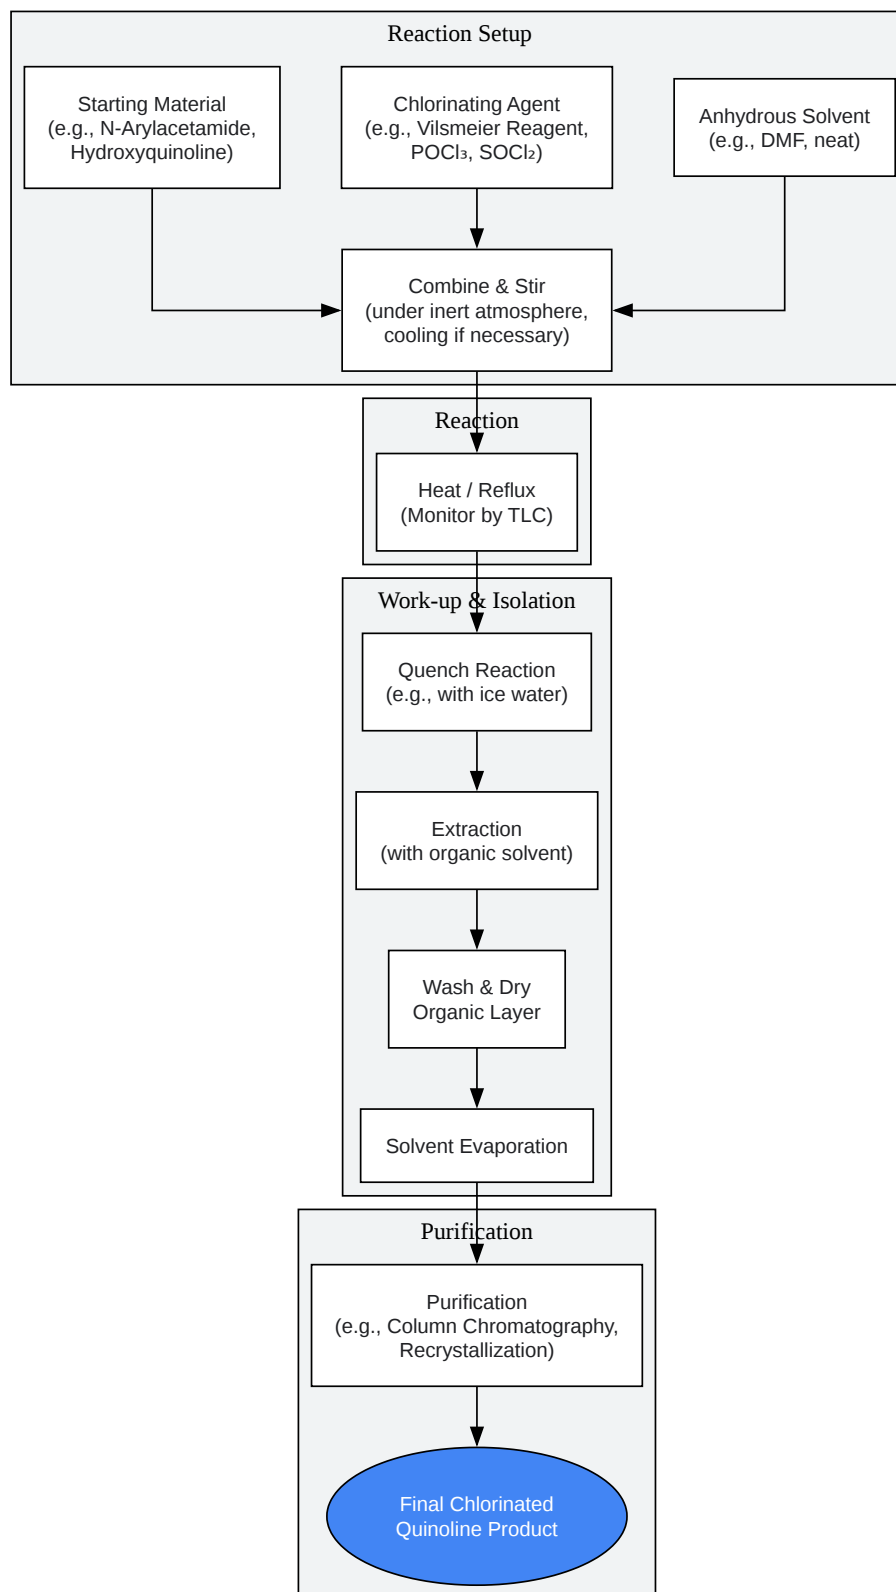 Reaction Setup
Starting Material
(e.g., N-Arylacetamide,
Hydroxyquinoline)
Chlorinating Agent
(e.g., Vilsmeier Reagent,
POCl₃, SOCl₂)
Anhydrous Solvent
(e.g., DMF, neat)
Combine & Stir
(under inert atmosphere,
cooling if necessary)
Reaction
Heat / Reflux
(Monitor by TLC)
Work-up & Isolation
Quench Reaction
(e.g., with ice water)
Extraction
(with organic solvent)
Wash & Dry
Organic Layer
Solvent Evaporation
Purification
Purification
(e.g., Column Chromatography,
Recrystallization)
Final Chlorinated
Quinoline Product